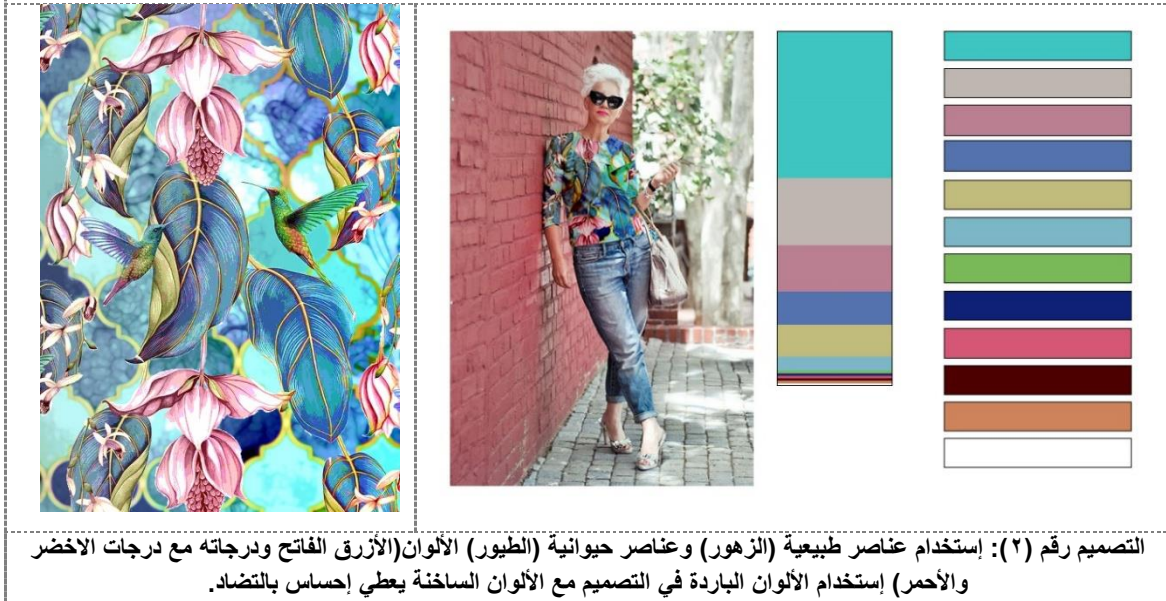 التصميم رقم (٢): إستخدام عناصر طبيعية (الزهور) وعناصر حيوانية (الطيور) الألوان(الأزرق الفاتح ودرجاته مع درجات الاخضر
والأحمر) إستخدام الألوان الباردة في التصميم مع الألوان الساخنة يعطي إحساس بالتضاد.